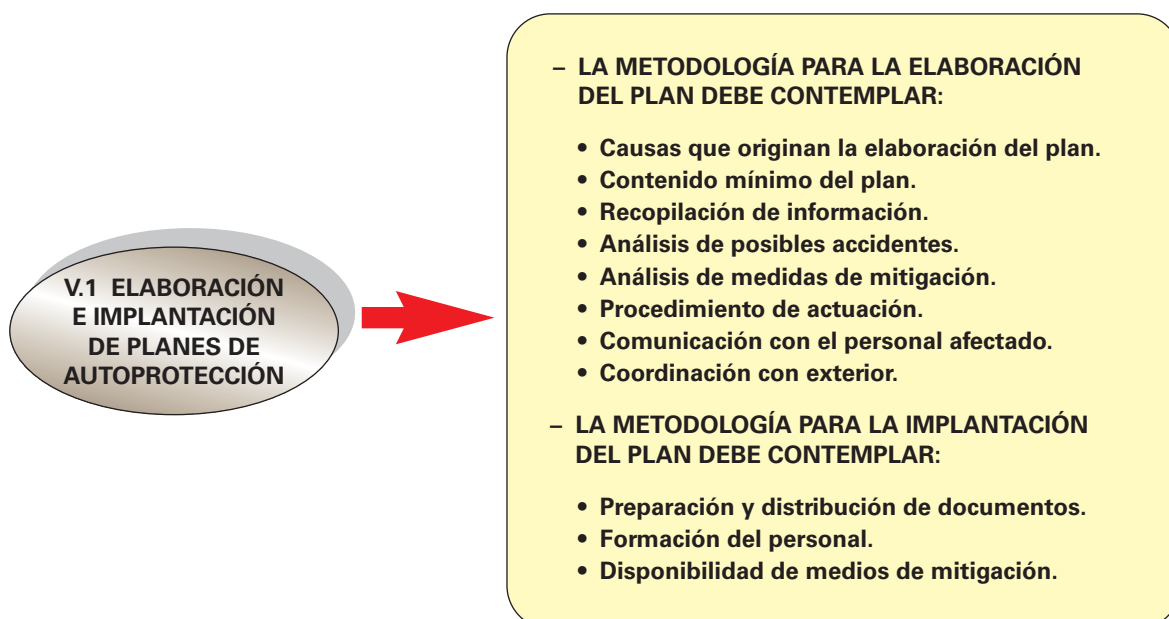 V.1 ELABORACIÓN
E IMPLANTACIÓN
DE PLANES DE
AUTOPROTECCIÓN
– LA METODOLOGÍA PARA LA ELABORACIÓN
DEL PLAN DEBE CONTEMPLAR:
• Causas que originan la elaboración del plan.
• Contenido mínimo del plan.
• Recopilación de información.
• Análisis de posibles accidentes.
• Análisis de medidas de mitigación.
• Procedimiento de actuación.
• Comunicación con el personal afectado.
• Coordinación con exterior.
– LA METODOLOGÍA PARA LA IMPLANTACIÓN
DEL PLAN DEBE CONTEMPLAR:
• Preparación y distribución de documentos.
• Formación del personal.
• Disponibilidad de medios de mitigación.